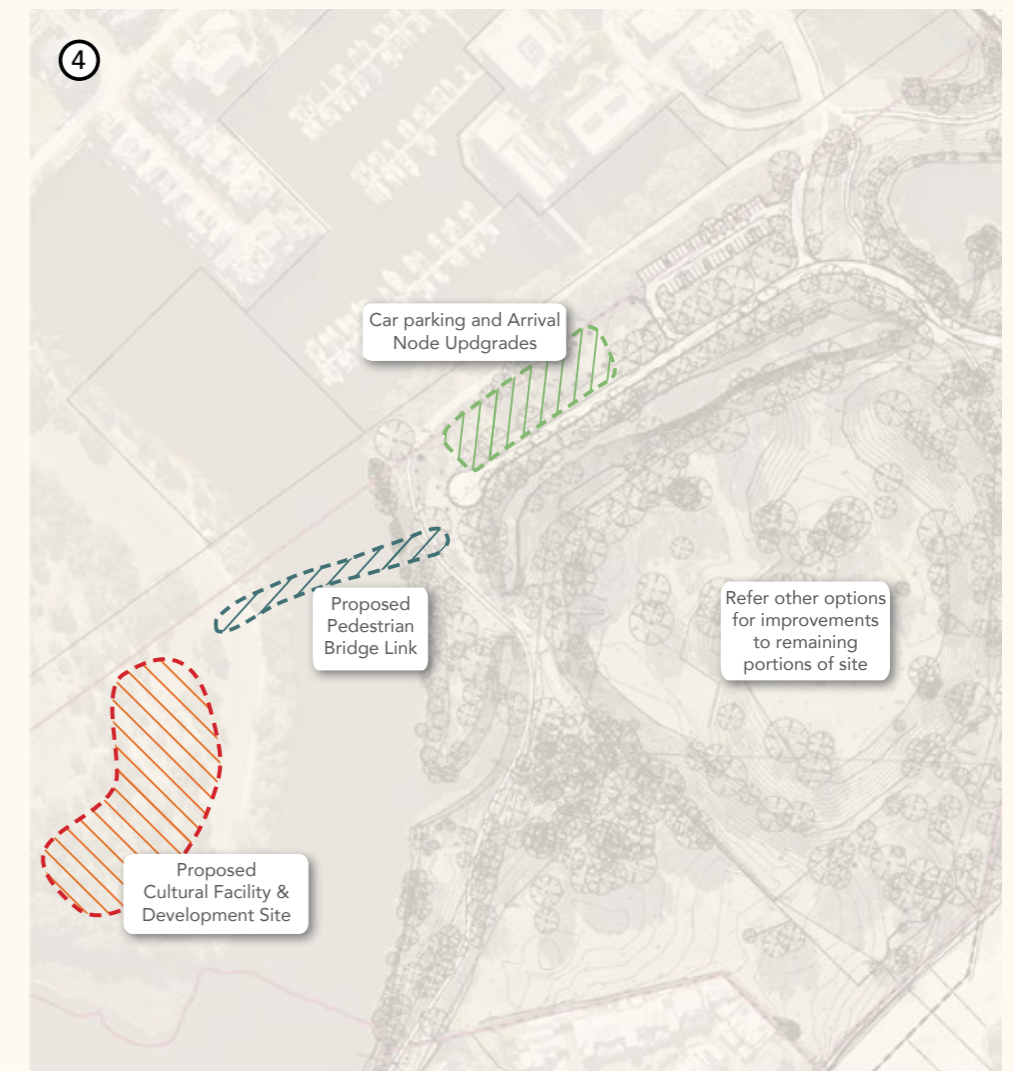 4
Car parking and Arrival
Node Updgrades
Proposed
Pedestrian
Bridge Link
Refer other options
for improvements
to remaining
portions of site
Proposed
Cultural Facility &
Development Site